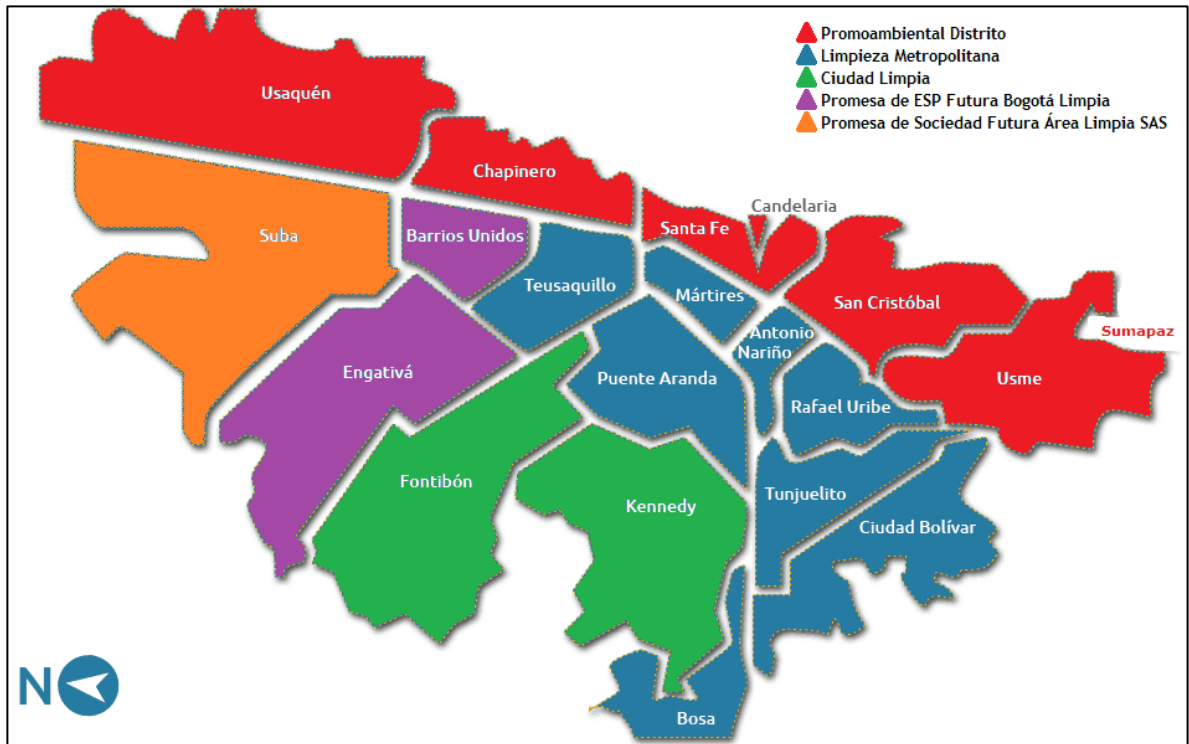 Promoambiental Distrito
Limpieza Metropolitana
Ciudad Limpia
Promesa de ESP Futura Bogotá Limpia
Promesa de Sociedad Futura Área Limpia SAS
Usaquén
Chapinero
Candelaria
Santa Fe
Suba
Barrios Unidos
Teusaquillo
Mártires
San Cristóbal
Sumapaz
Antonio
Nariño
Engativá
Puente Aranda
Usme
Rafael Uribe
Fontibón
Kennedy
Tunjuelito
Ciudad Bolívar
N
Bosa